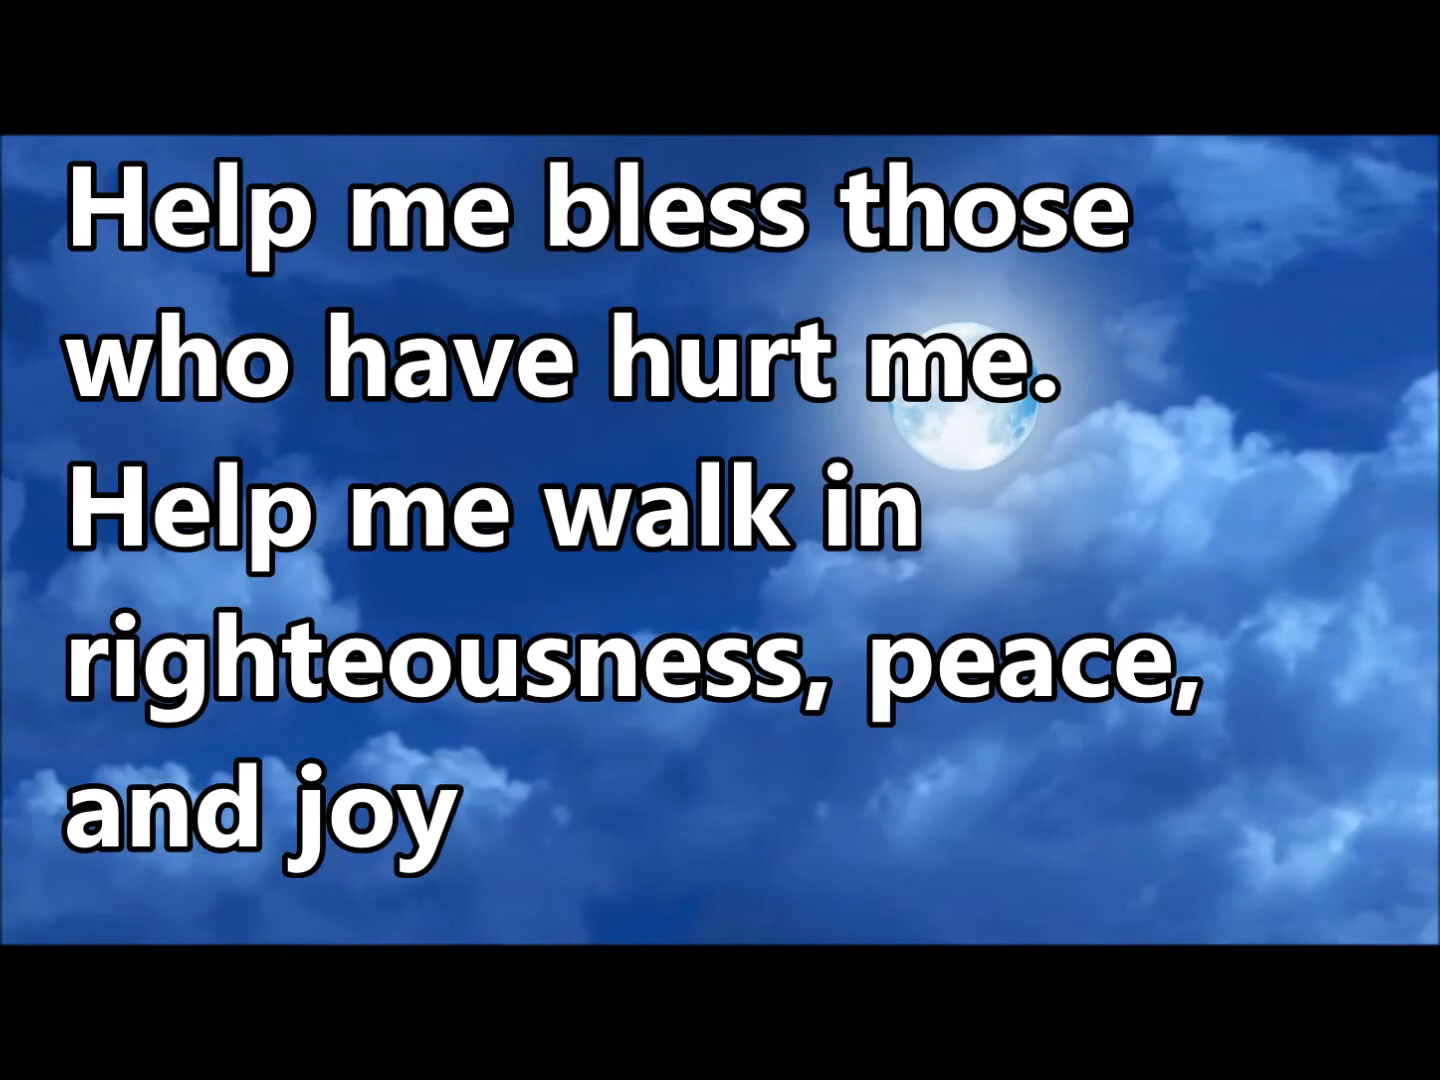 Help me bless those
who have hurt me.
Help me walk in
righteousness, peace,
and joy